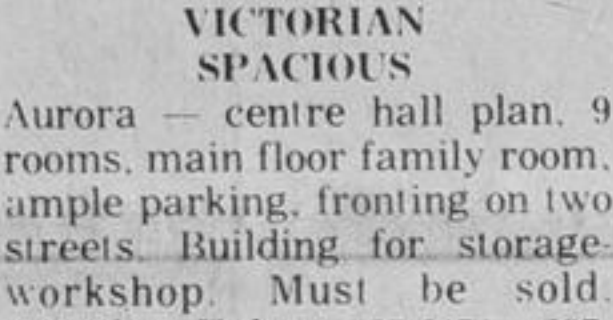 VICTORIAN
SPACIOUS
Aurora — centre hall plan. 9
rooms. main floor family room.
ample parking. fronting on two
streets. Building for storage-
workshop. Must be sold.